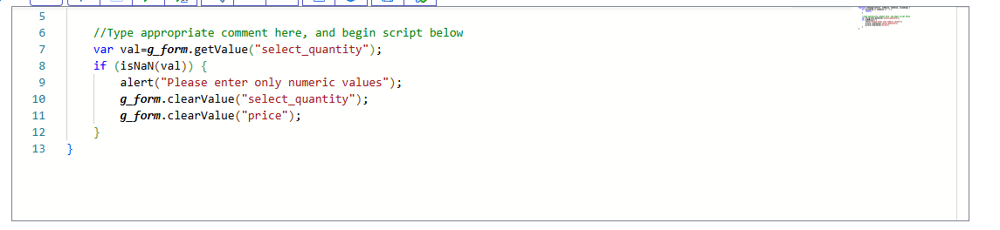 5
6 //Type appropriate comment here, and begin script below
7 var val=g_form.getValue("select_quantity");
8 if (isNaN(val)) {
9 alert("Please enter only numeric values");
10 g_form.clearValue("select_quantity");
11 g_form.clearValue("price");
12 }
13 }